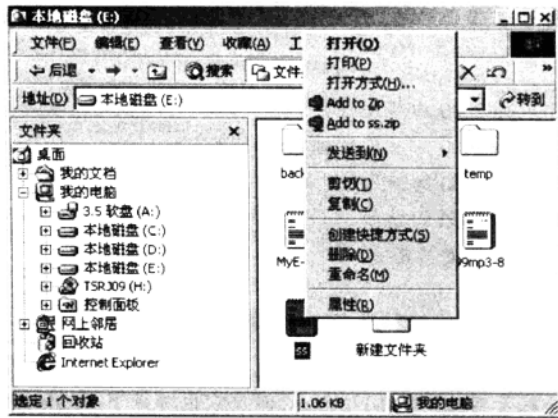 本地磁盘 (E:)
文件(F) 编辑(E) 查看(V) 收藏(A) 工
后退 搜索 文件
地址(D) 本地磁盘 (E:) 转到
打开(O)
打印(P)
打开方式(H)...
Add to Zip
Add to ss.zip
发送到(N)
剪切(T)
复制(C)
创建快捷方式(S)
删除(D)
重命名(M)
属性(R)
文件夹
桌面
我的文档
我的电脑
3.5 软盘 (A:)
本地磁盘 (C:)
本地磁盘 (D:)
本地磁盘 (E:)
TSRJ09 (H:)
控制面板
网上邻居
回收站
Internet Explorer
back temp
MyE- 99mp3-8
ss 新建文件夹
选定 1 个对象 1.06 KB 我的电脑